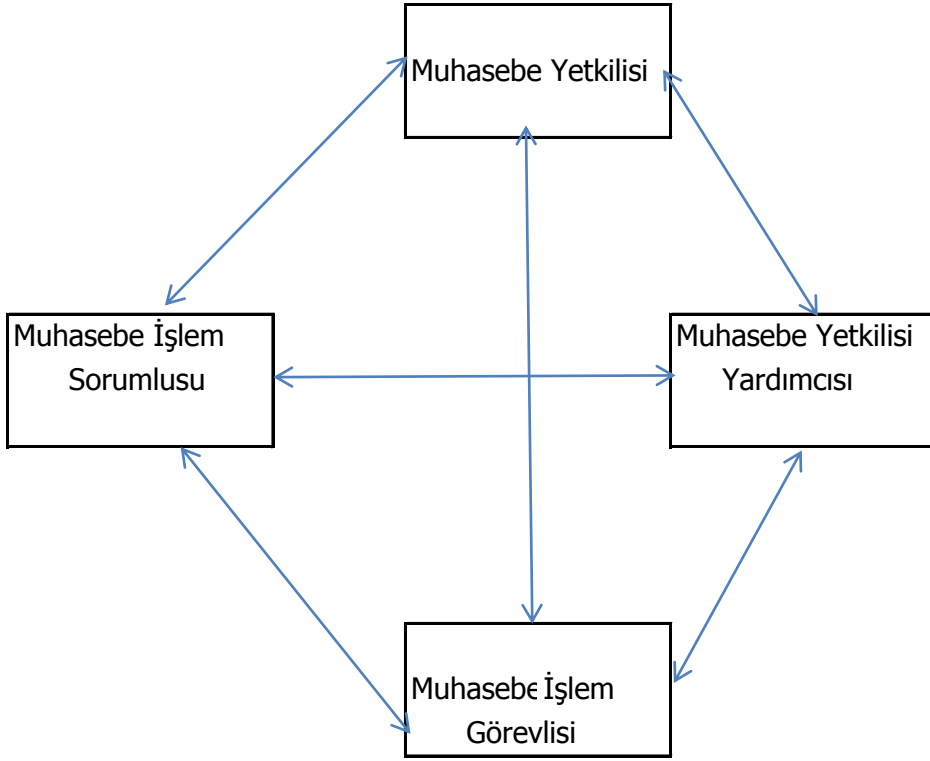 Muhasebe Yetkilisi
Muhasebe İşlem
Sorumlusu
Muhasebe Yetkilisi
Yardımcısı
Muhasebe İşlem
Görevlisi